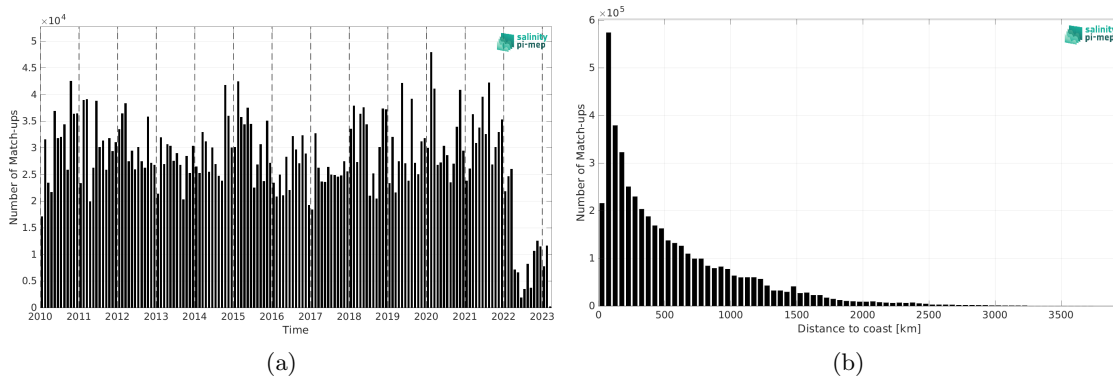 ×10⁴
5
4.5
4
3.5
3
2.5
2
1.5
1
0.5
0
Number of Match-ups
2010 2011 2012 2013 2014 2015 2016 2017 2018 2019 2020 2021 2022 2023
Time
salinity
pi-mep
(a)
×10⁵
6
5
4
3
2
1
0
Number of Match-ups
0 500 1000 1500 2000 2500 3000 3500
Distance to coast [km]
salinity
pi-mep
(b)